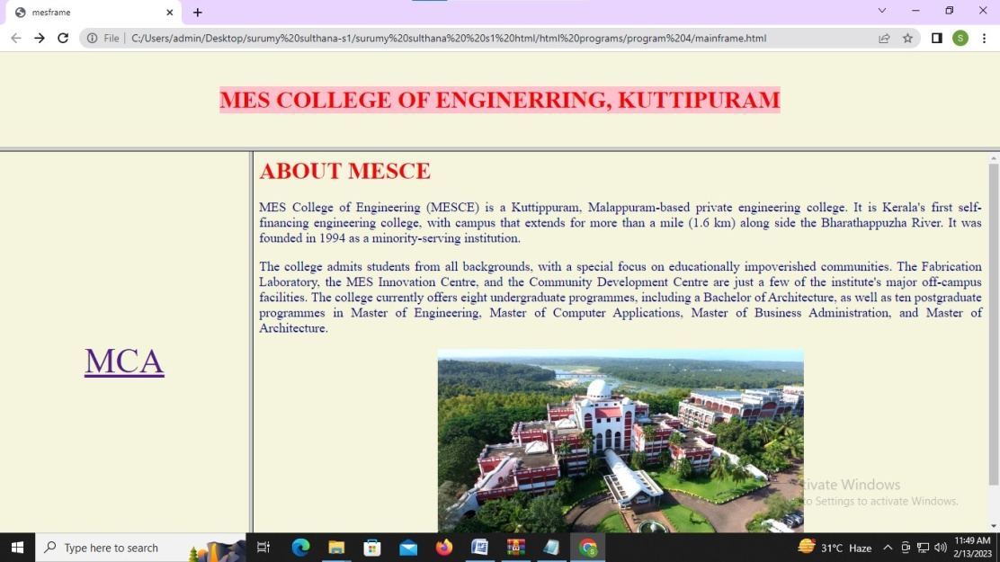 mesframe
File
C:/Users/admin/Desktop/surumy%20sulthana-s1/surumy%20sulthana%20%20s1%20html/html%20programs/program%204/mainframe.html
S
MES COLLEGE OF ENGINERRING, KUTTIPURAM
MCA
ABOUT MESCE
MES College of Engineering (MESCE) is a Kuttippuram, Malappuram-based private engineering college. It is Kerala's first self-
financing engineering college, with campus that extends for more than a mile (1.6 km) along side the Bharathappuzha River. It was
founded in 1994 as a minority-serving institution.
The college admits students from all backgrounds, with a special focus on educationally impoverished communities. The Fabrication
Laboratory, the MES Innovation Centre, and the Community Development Centre are just a few of the institute's major off-campus
facilities. The college currently offers eight undergraduate programmes, including a Bachelor of Architecture, as well as ten postgraduate
programmes in Master of Engineering, Master of Computer Applications, Master of Business Administration, and Master of
Architecture.
Windows
to Settings to activate Windows.
Type here to search
31°C Haze
11:49 AM
2/13/2023